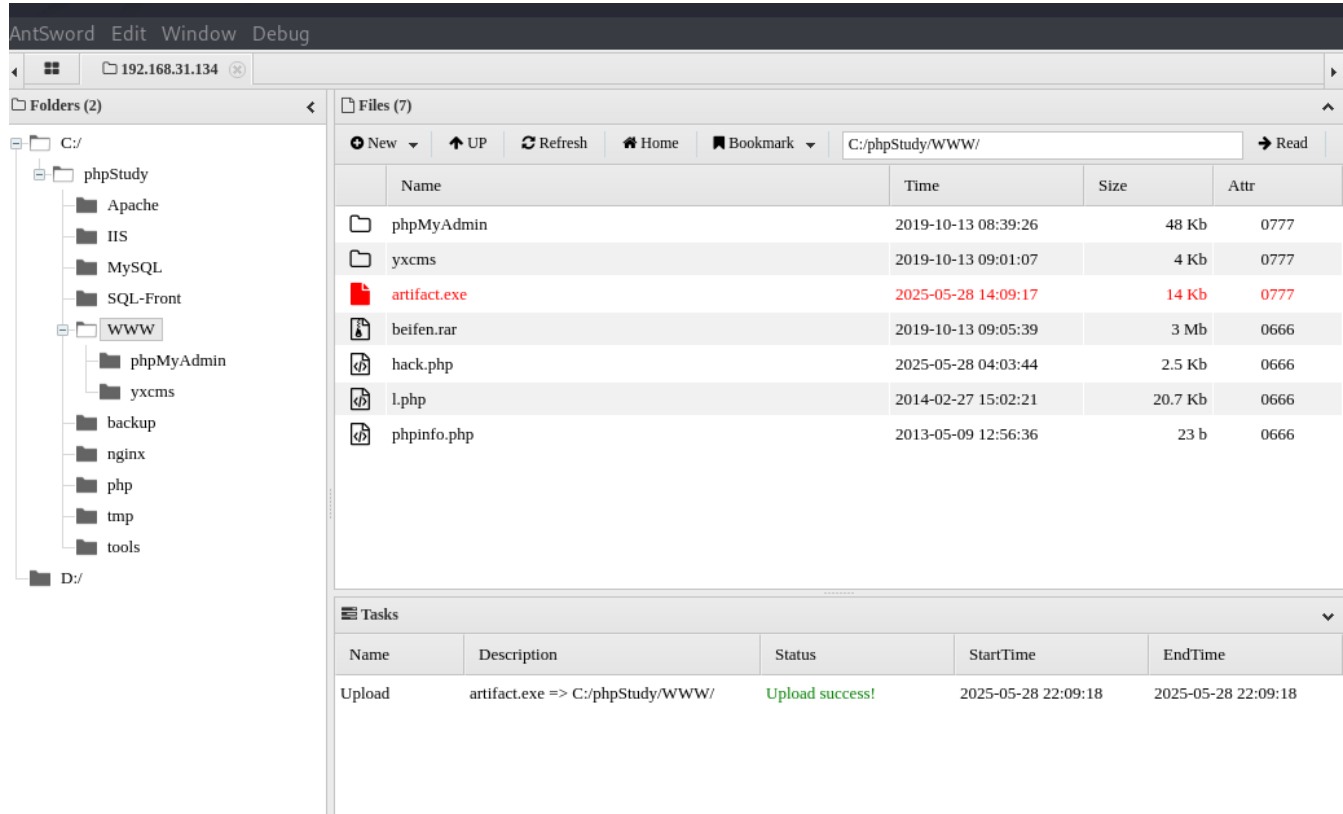 AntSword Edit Window Debug
192.168.31.134
Folders (2)
C:/
phpStudy
Apache
IIS
MySQL
SQL-Front
WWW
phpMyAdmin
yxcms
backup
nginx
php
tmp
tools
D:/
Files (7)
New UP Refresh Home Bookmark C:/phpStudy/WWW/ Read
Name Time Size Attr
phpMyAdmin 2019-10-13 08:39:26 48 Kb 0777
yxcms 2019-10-13 09:01:07 4 Kb 0777
artifact.exe 2025-05-28 14:09:17 14 Kb 0777
beifen.rar 2019-10-13 09:05:39 3 Mb 0666
hack.php 2025-05-28 04:03:44 2.5 Kb 0666
l.php 2014-02-27 15:02:21 20.7 Kb 0666
phpinfo.php 2013-05-09 12:56:36 23 b 0666
Tasks
Name Description Status StartTime EndTime
Upload artifact.exe => C:/phpStudy/WWW/ Upload success! 2025-05-28 22:09:18 2025-05-28 22:09:18